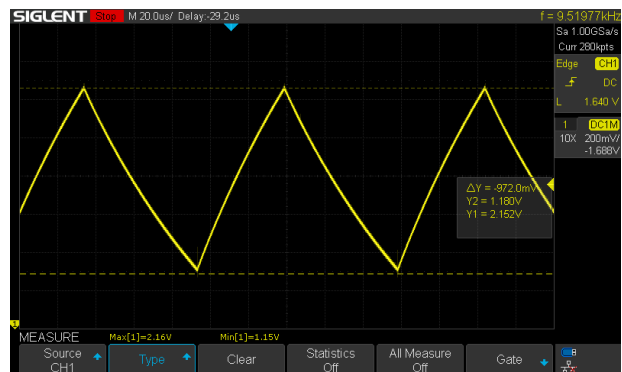 SIGLENT Stop M 20.0us/ Delay:-29.2us f = 9.51977kHz
Sa 1.00GSa/s
Curr 280kpts
Edge CH1
DC
L 1.640 V
1 DC1M
10X 200mV/
-1.688V
△Y = -972.0mV
Y2 = 1.180V
Y1 = 2.152V
1
MEASURE Max[1]=2.16V Min[1]=1.15V
Source Type Clear Statistics All Measure Gate
CH1 Off Off